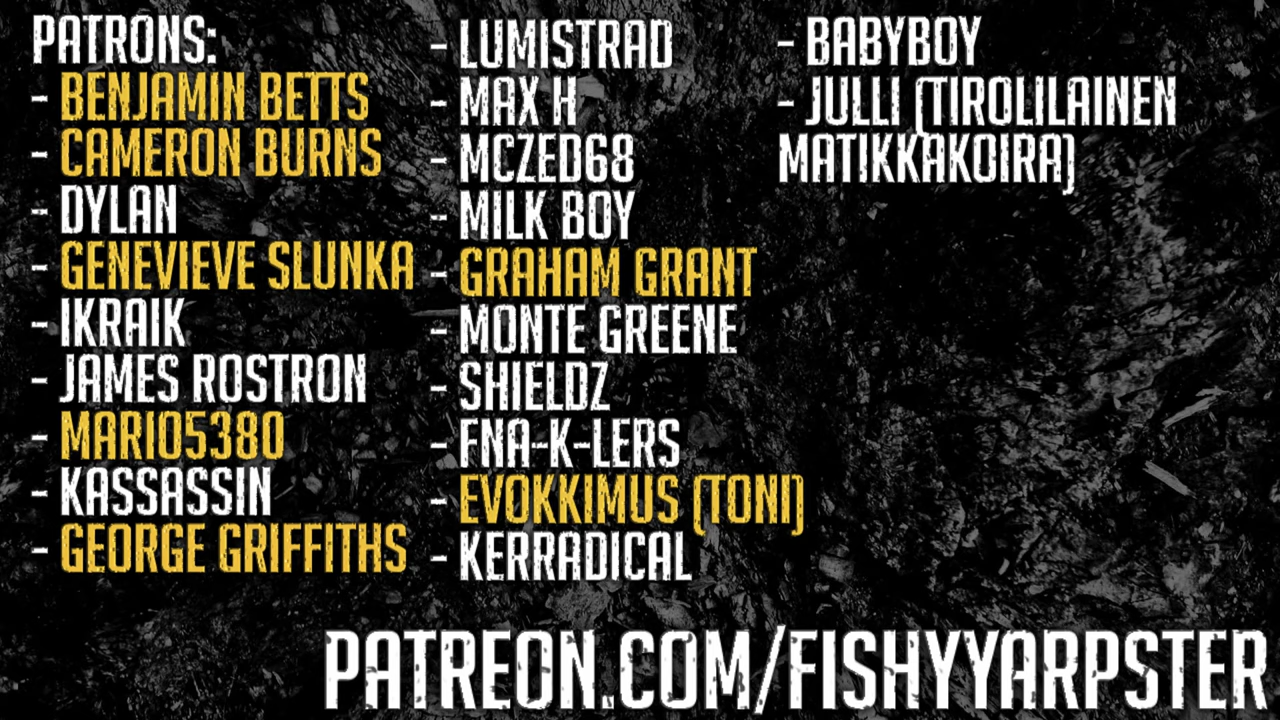 PATRONS:
- BENJAMIN BETTS
- CAMERON BURNS
- DYLAN
- GENEVIEVE SLUNKA
- IKRAIK
- JAMES ROSTRON
- MARIO5380
- KASSASSIN
- GEORGE GRIFFITHS
- LUMISTRAD
- MAX H
- MCZED68
- MILK BOY
- GRAHAM GRANT
- MONTE GREENE
- SHIELDZ
- FNA-K-LERS
- EVOKKIMUS (TONI)
- KERRADICAL
- BABYBOY
- JULLI (TIROLILAINEN
MATIKKAKOIRA)
PATREON.COM/FISHYYARPSTER